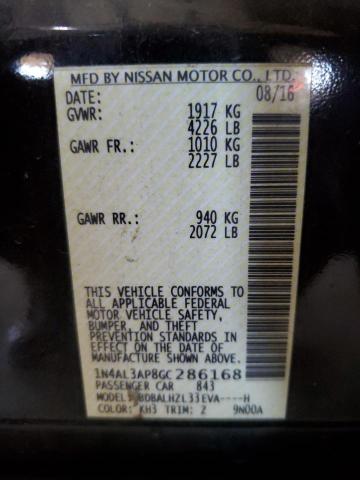 MFD BY NISSAN MOTOR CO., LTD.
DATE: 08/16
GVWR: 1917 KG
4226 LB
GAWR FR.: 1010 KG
2227 LB
GAWR RR.: 940 KG
2072 LB
THIS VEHICLE CONFORMS TO
ALL APPLICABLE FEDERAL
MOTOR VEHICLE SAFETY,
BUMPER, AND THEFT
PREVENTION STANDARDS IN
EFFECT ON THE DATE OF
MANUFACTURE SHOWN ABOVE.
1N4AL3AP8GC286168
PASSENGER CAR 843
MODEL: BDBALHZL33EVA----H
COLOR: KH3 TRIM: 2 9N00A